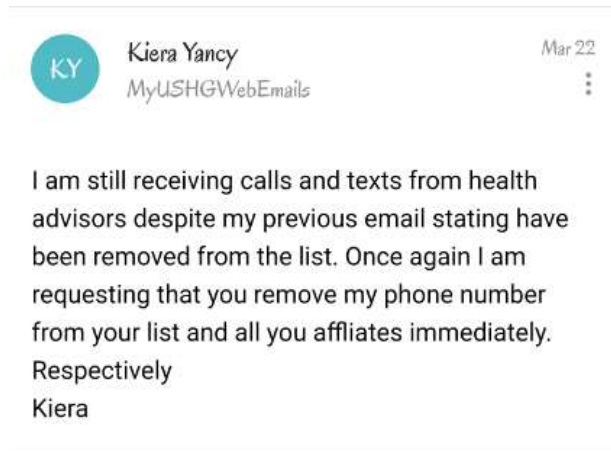 KY
Kiera Yancy
Mar 22
MyUSHGWebEmails
I am still receiving calls and texts from health
advisors despite my previous email stating have
been removed from the list. Once again I am
requesting that you remove my phone number
from your list and all you affliates immediately.
Respectively
Kiera